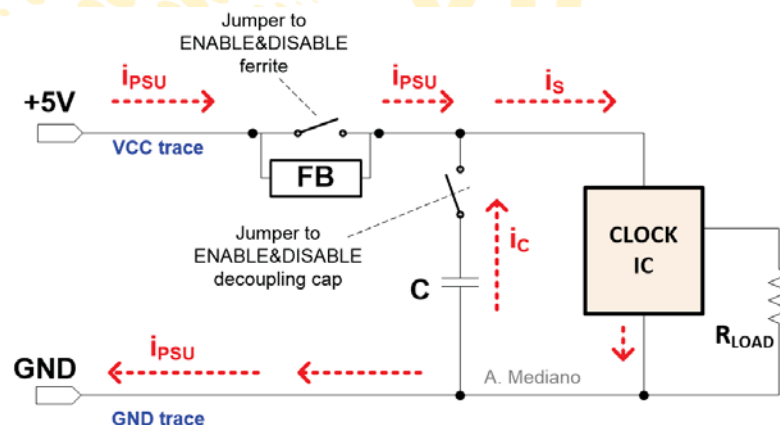 Jumper to
ENABLE&DISABLE
ferrite
iPSU
iPSU
iS
+5V
VCC trace
FB
Jumper to
ENABLE&DISABLE
decoupling cap
iC
C
CLOCK
IC
RLOAD
iPSU
GND
A. Mediano
GND trace